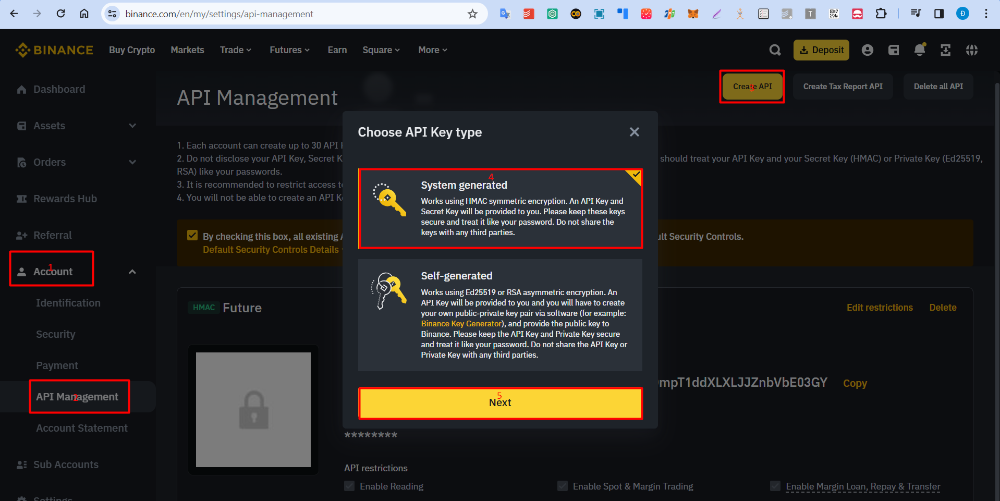 binance.com/en/my/settings/api-management
BINANCE
Buy Crypto
Markets
Trade
Futures
Earn
Square
More
Deposit
Dashboard
Assets
Orders
Rewards Hub
Referral
1
Account
Identification
Security
Payment
API Management
2
Account Statement
Sub Accounts
Settings
API Management
Create API
3
Create Tax Report API
Delete all API
1. Each account can create up to 30 API
2. Do not disclose your API Key, Secret K
should treat your API Key and your Secret Key (HMAC) or Private Key (Ed25519,
RSA) like your passwords.
3. It is recommended to restrict access to
4. You will not be able to create an API K
By checking this box, all existing A
ult Security Controls.
Default Security Controls Details
HMAC
Future
Edit restrictions
Delete
mpT1ddXLXLJJZnbVbE03GY
Copy
********
API restrictions
Enable Reading
Enable Spot & Margin Trading
Enable Margin Loan, Repay & Transfer
Choose API Key type
4
System generated
Works using HMAC symmetric encryption. An API Key and
Secret Key will be provided to you. Please keep these keys
secure and treat it like your password. Do not share the
keys with any third parties.
Self-generated
Works using Ed25519 or RSA asymmetric encryption. An
API Key will be provided to you and you will have to create
your own public-private key pair via software (for example:
Binance Key Generator), and provide the public key to
Binance. Please keep the API Key and Private Key secure
and treat it like your password. Do not share the API Key or
Private Key with any third parties.
5
Next